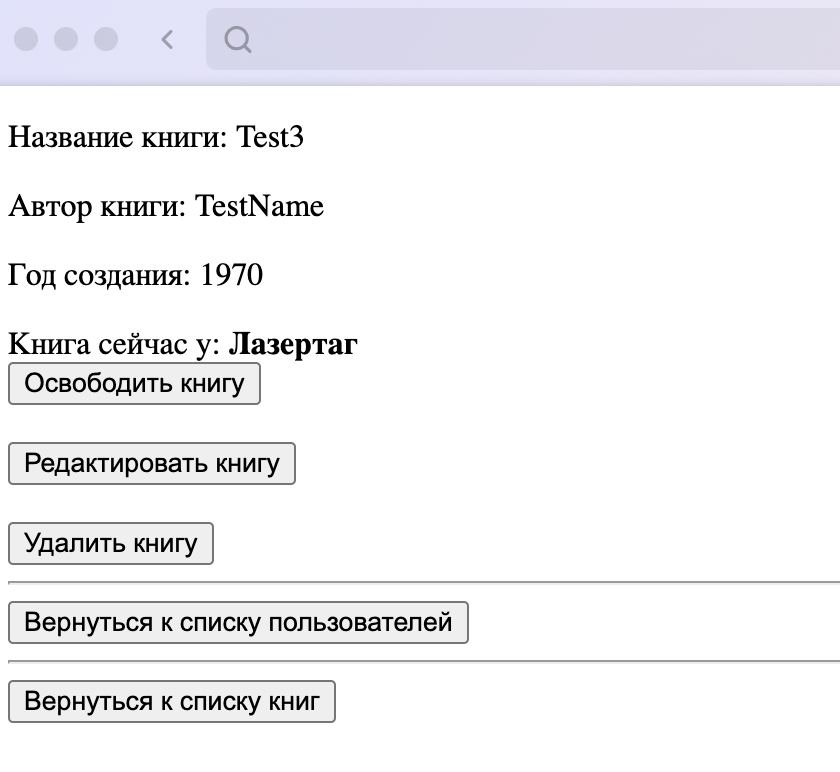 Название книги: Test3
Автор книги: TestName
Год создания: 1970
Книга сейчас у: Лазертаг
Освободить книгу
Редактировать книгу
Удалить книгу
Вернуться к списку пользователей
Вернуться к списку книг